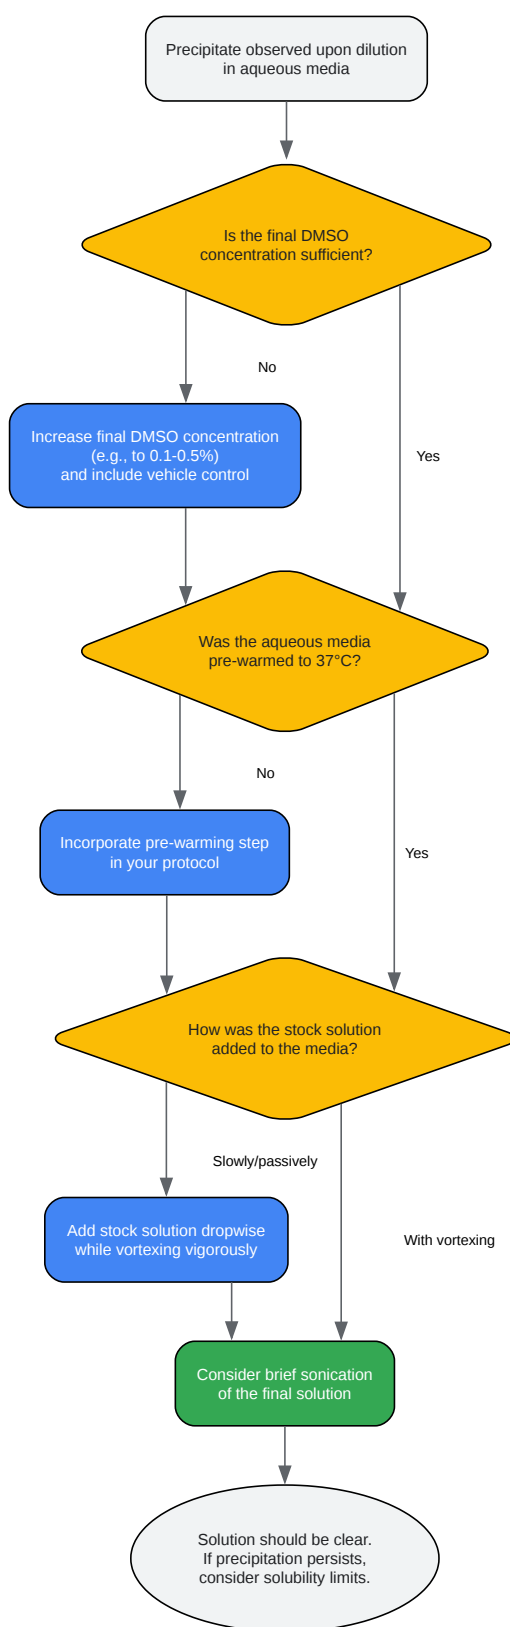 Precipitate observed upon dilution
in aqueous media
Is the final DMSO
concentration sufficient?
No
Increase final DMSO concentration
(e.g., to 0.1-0.5%)
and include vehicle control
Yes
Was the aqueous media
pre-warmed to 37°C?
No
Incorporate pre-warming step
in your protocol
Yes
How was the stock solution
added to the media?
Slowly/passively
Add stock solution dropwise
while vortexing vigorously
With vortexing
Consider brief sonication
of the final solution
Solution should be clear.
If precipitation persists,
consider solubility limits.